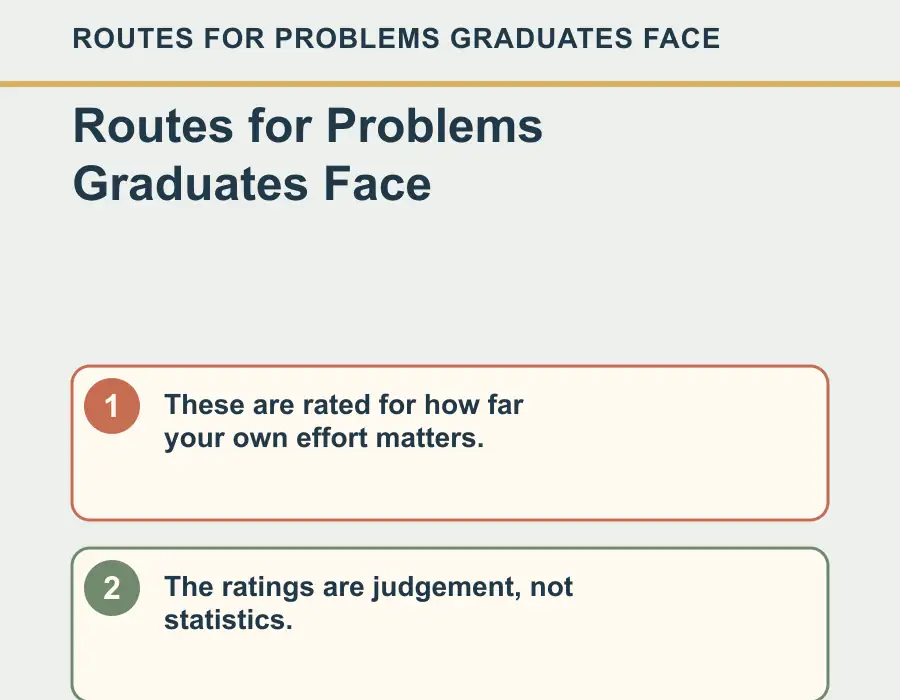 ROUTES FOR PROBLEMS GRADUATES FACE
Routes for Problems
Graduates Face
1
These are rated for how far
your own effort matters.
2
The ratings are judgement, not
statistics.